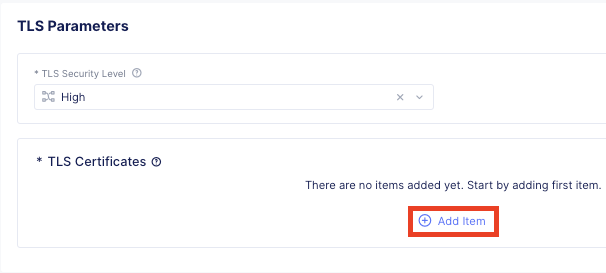 TLS Parameters
* TLS Security Level
High
* TLS Certificates
There are no items added yet. Start by adding first item.
Add Item